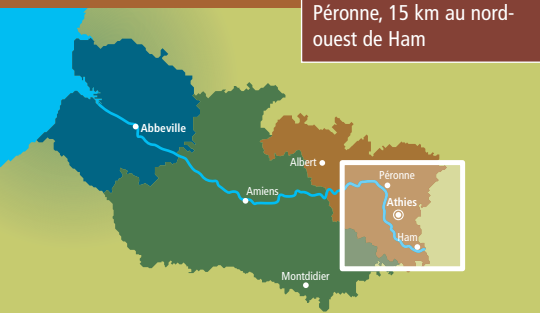 Péronne, 15 km au nord-
ouest de Ham
Abbeville
Albert
Péronne
Amiens
Athies
Ham
Montdidier